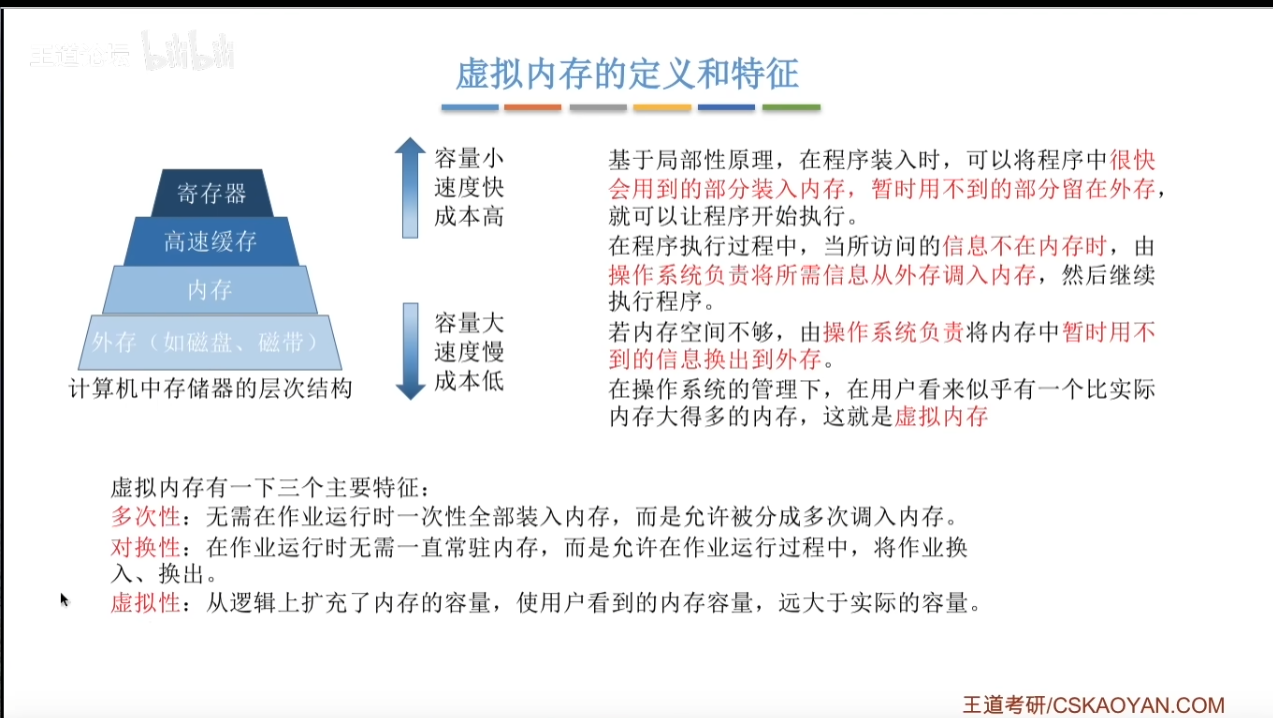 王道论坛 bilibili
虚拟内存的定义和特征
寄存器
高速缓存
内存
外存（如磁盘、磁带）
计算机中存储器的层次结构
容量小
速度快
成本高
容量大
速度慢
成本低
基于局部性原理，在程序装入时，可以将程序中很快
会用到的部分装入内存，暂时用不到的部分留在外存，
就可以让程序开始执行。
在程序执行过程中，当所访问的信息不在内存时，由
操作系统负责将所需信息从外存调入内存，然后继续
执行程序。
若内存空间不够，由操作系统负责将内存中暂时用不
到的信息换出到外存。
在操作系统的管理下，在用户看来似乎有一个比实际
内存大得多的内存，这就是虚拟内存
虚拟内存有一下三个主要特征：
多次性：无需在作业运行时一次性全部装入内存，而是允许被分成多次调入内存。
对换性：在作业运行时无需一直常驻内存，而是允许在作业运行过程中，将作业换
入、换出。
虚拟性：从逻辑上扩充了内存的容量，使用户看到的内存容量，远大于实际的容量。
王道考研/CSKAOYAN.COM